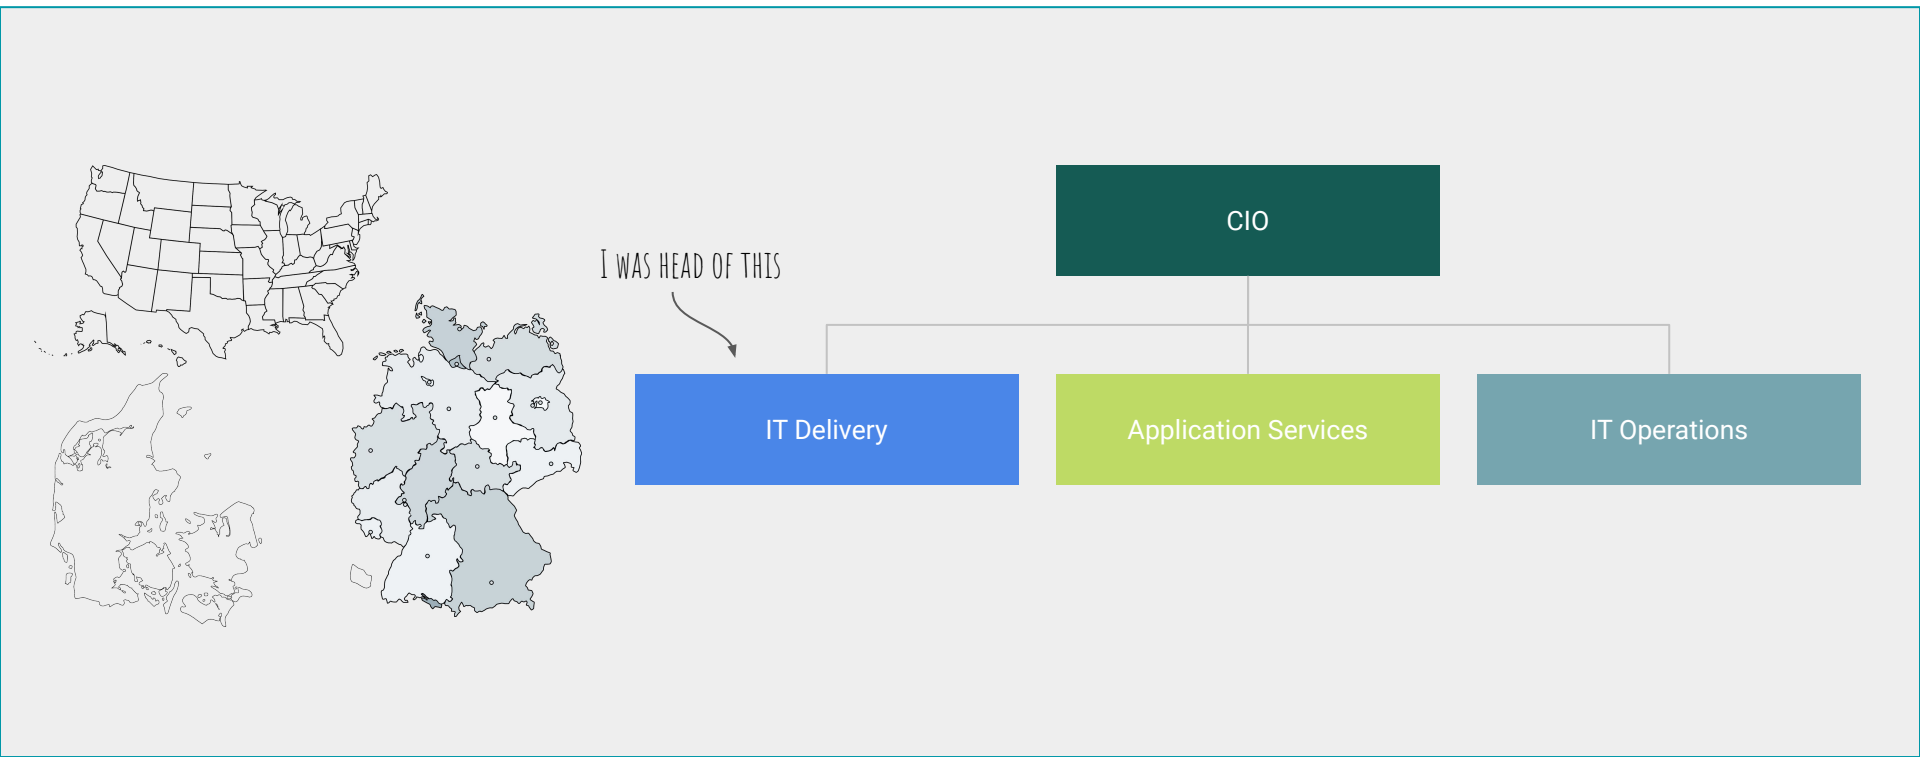 I WAS HEAD OF THIS
CIO
IT Delivery
Application Services
IT Operations